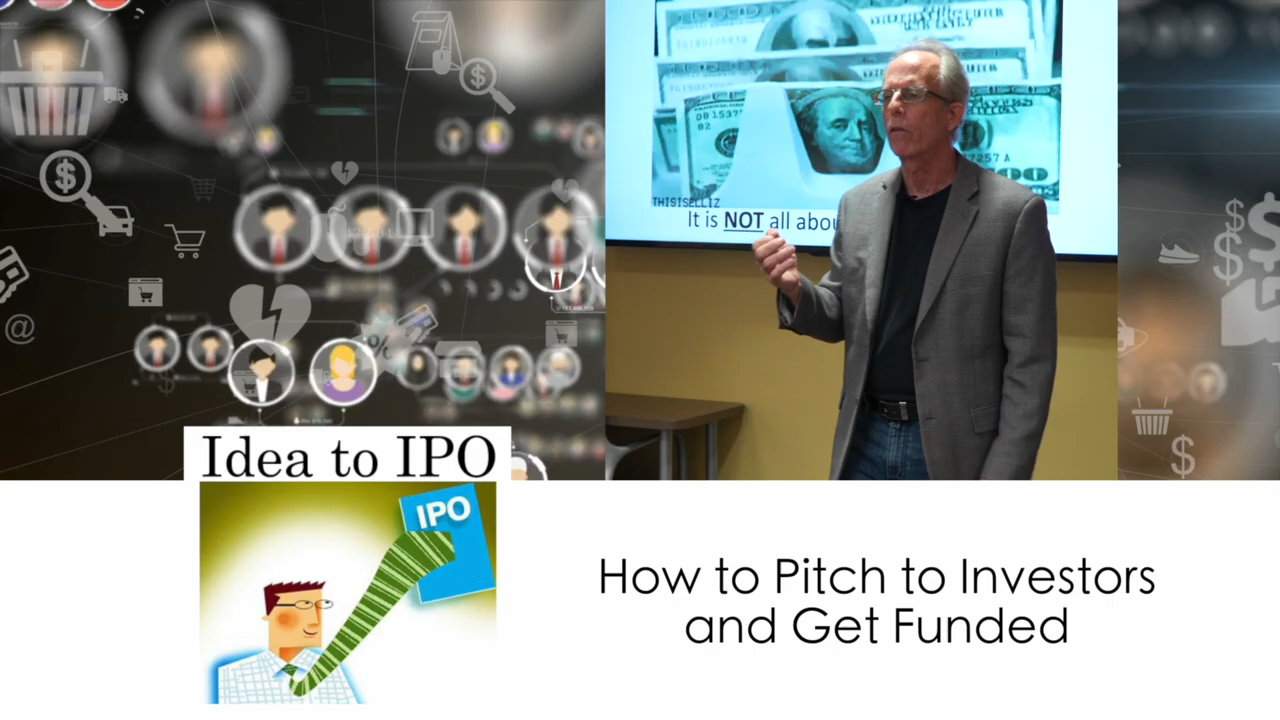 THISISELLIZ
It is NOT all abou
Idea to IPO
IPO
How to Pitch to Investors
and Get Funded